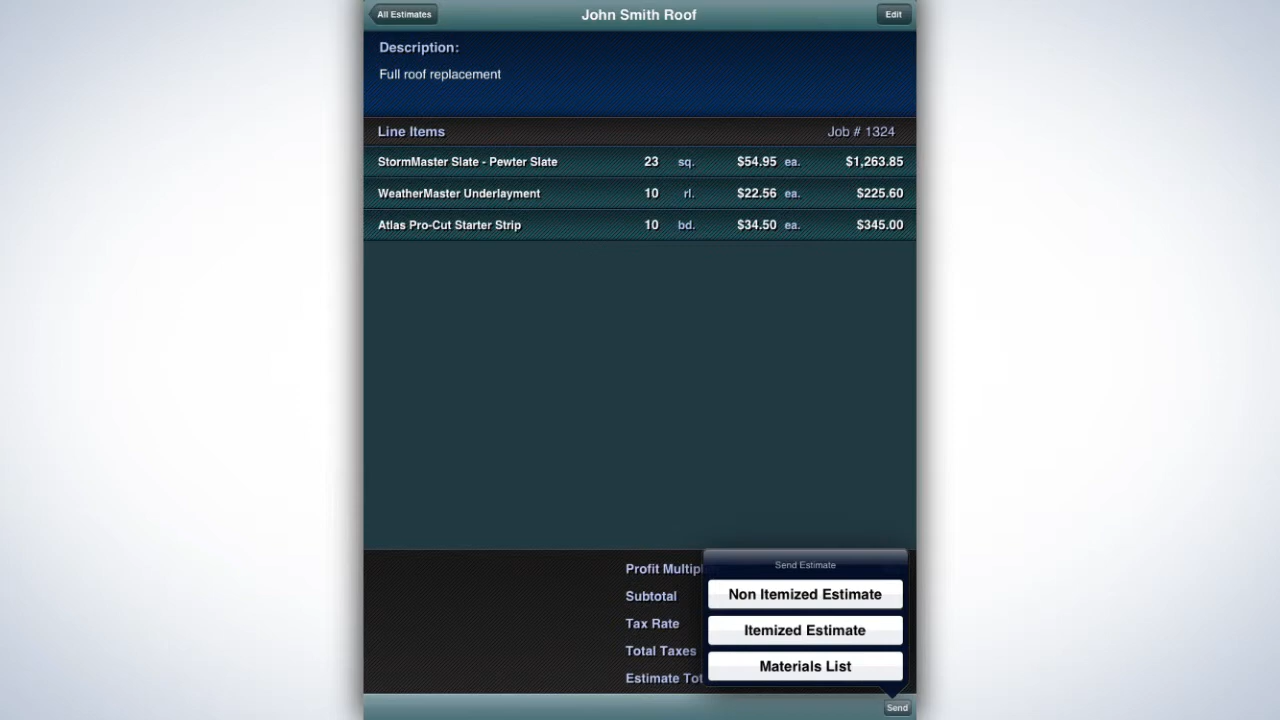 All Estimates John Smith Roof Edit
Description:
Full roof replacement
Line Items Job # 1324
StormMaster Slate - Pewter Slate 23 sq. $54.95 ea. $1,263.85
WeatherMaster Underlayment 10 rl. $22.56 ea. $225.60
Atlas Pro-Cut Starter Strip 10 bd. $34.50 ea. $345.00
Profit Multip
Subtotal
Tax Rate
Total Taxes
Estimate Tot
Send Estimate
Non Itemized Estimate
Itemized Estimate
Materials List
Send